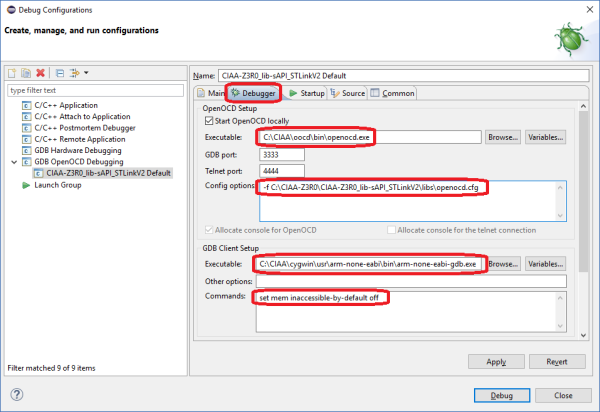 Debug Configurations
Create, manage, and run configurations
type filter text
C/C++ Application
C/C++ Attach to Application
C/C++ Postmortem Debugger
C/C++ Remote Application
GDB Hardware Debugging
GDB OpenOCD Debugging
CIAA-Z3R0_lib-sAPI_STLinkV2 Default
Launch Group
Filter matched 9 of 9 items
Name: CIAA-Z3R0_lib-sAPI_STLinkV2 Default
Main Debugger Startup Source Common
OpenOCD Setup
Start OpenOCD locally
Executable: C:\CIAA\openocd\bin\openocd.exe Browse... Variables...
GDB port: 3333
Telnet port: 4444
Config options: -f C:\CIAA-Z3R0\CIAA-Z3R0_lib-sAPI_STLinkV2\libs\openocd.cfg
Allocate console for OpenOCD Allocate console for the telnet connection
GDB Client Setup
Executable: C:\CIAA\cygwin\usr\arm-none-eabi\bin\arm-none-eabi-gdb.exe Browse... Variables...
Other options:
Commands: set mem inaccessible-by-default off
Apply Revert
? Debug Close